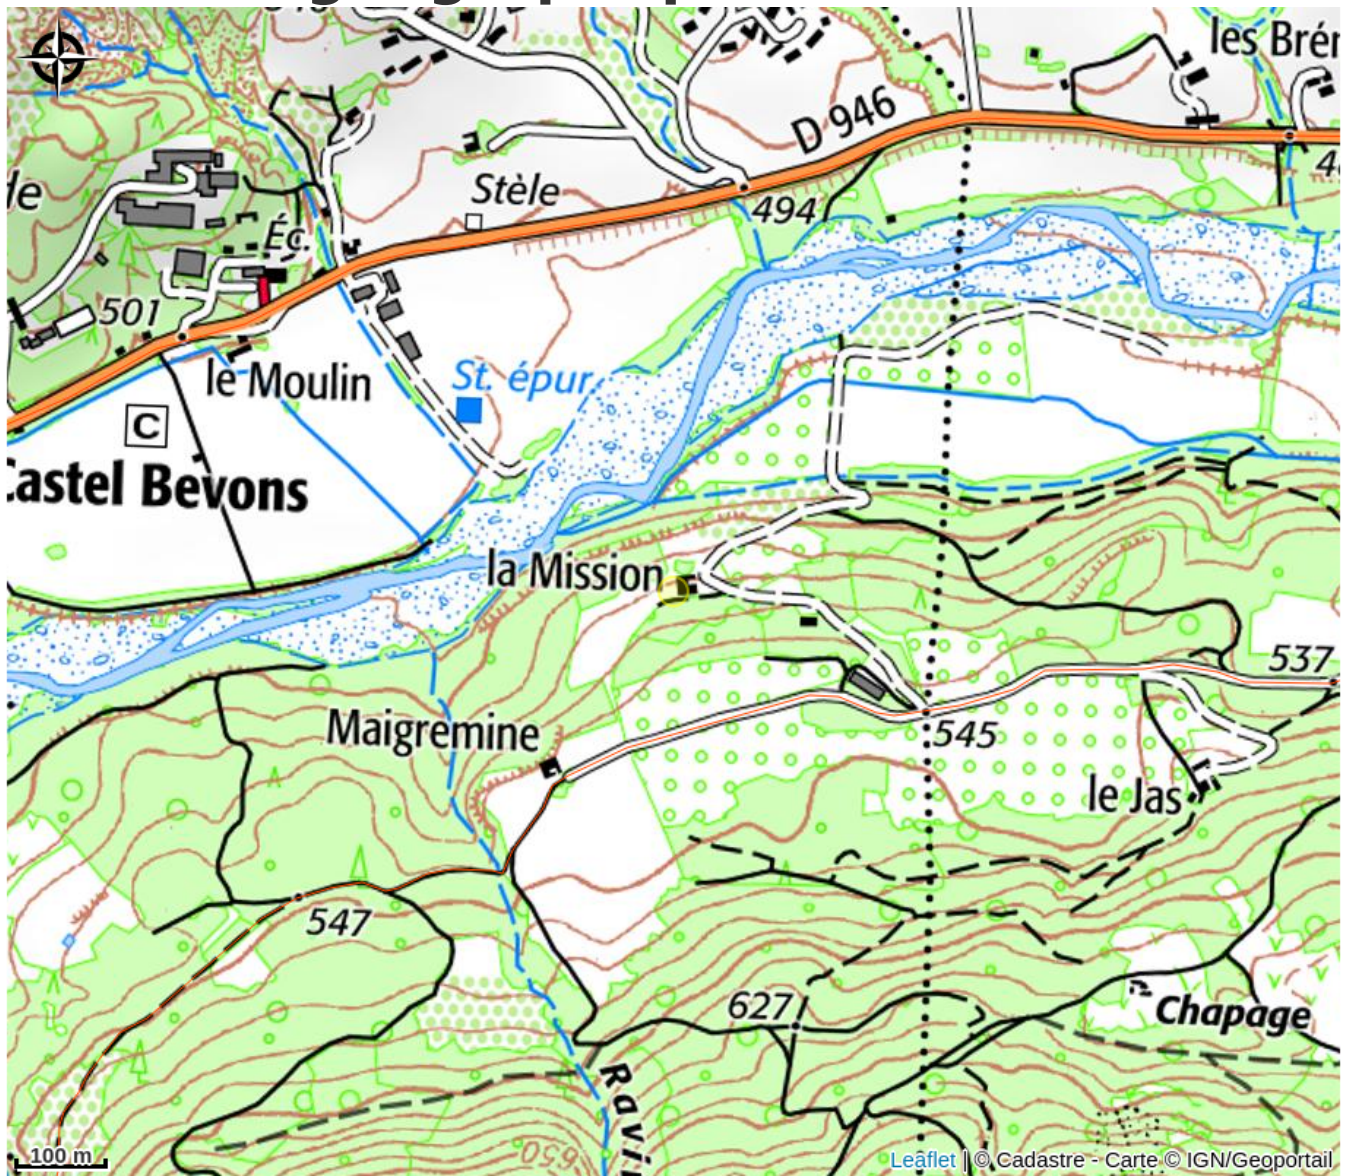 les Brér
D 946
de
Stèle
494
Éc.
501
le Moulin
St. épur.
C
Castel Bevons
la Mission
537
Maigremine
545
le Jas
547
627
Chapage
Ravi
650
100 m
Leaflet | © Cadastre - Carte © IGN/Geoportail